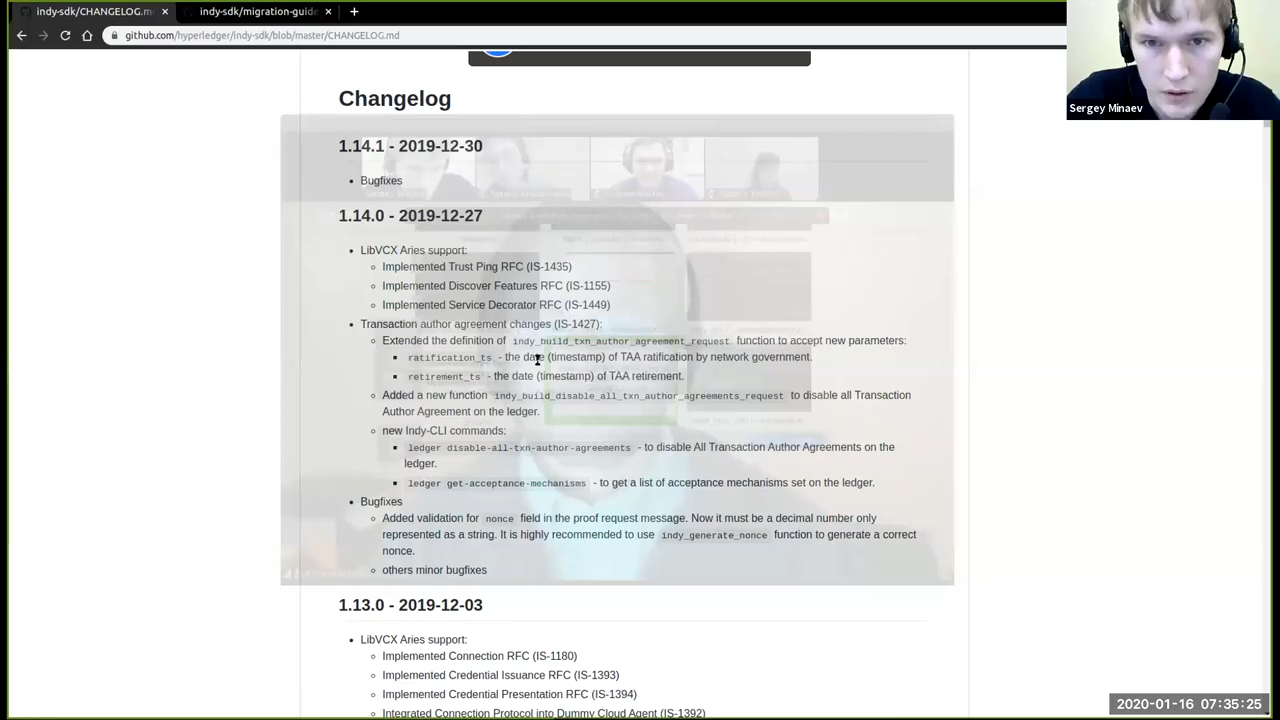 indy-sdk/CHANGELOG.m
indy-sdk/migration-guide
github.com/hyperledger/indy-sdk/blob/master/CHANGELOG.md
Sergey Minaev
Changelog
1.14.1 - 2019-12-30
• Bugfixes
1.14.0 - 2019-12-27
• LibVCX Aries support:
◦ Implemented Trust Ping RFC (IS-1435)
◦ Implemented Discover Features RFC (IS-1155)
◦ Implemented Service Decorator RFC (IS-1449)
• Transaction author agreement changes (IS-1427):
◦ Extended the definition of indy_build_txn_author_agreement_request function to accept new parameters:
▪ ratification_ts - the date (timestamp) of TAA ratification by network government.
▪ retirement_ts - the date (timestamp) of TAA retirement.
◦ Added a new function indy_build_disable_all_txn_author_agreements_request to disable all Transaction
Author Agreement on the ledger.
◦ new Indy-CLI commands:
▪ ledger disable-all-txn-author-agreements - to disable All Transaction Author Agreements on the
ledger.
▪ ledger get-acceptance-mechanisms - to get a list of acceptance mechanisms set on the ledger.
• Bugfixes
◦ Added validation for nonce field in the proof request message. Now it must be a decimal number only
represented as a string. It is highly recommended to use indy_generate_nonce function to generate a correct
nonce.
◦ others minor bugfixes
1.13.0 - 2019-12-03
• LibVCX Aries support:
◦ Implemented Connection RFC (IS-1180)
◦ Implemented Credential Issuance RFC (IS-1393)
◦ Implemented Credential Presentation RFC (IS-1394)
◦ Integrated Connection Protocol into Dummy Cloud Agent (IS-1392)
2020-01-16 07:35:25